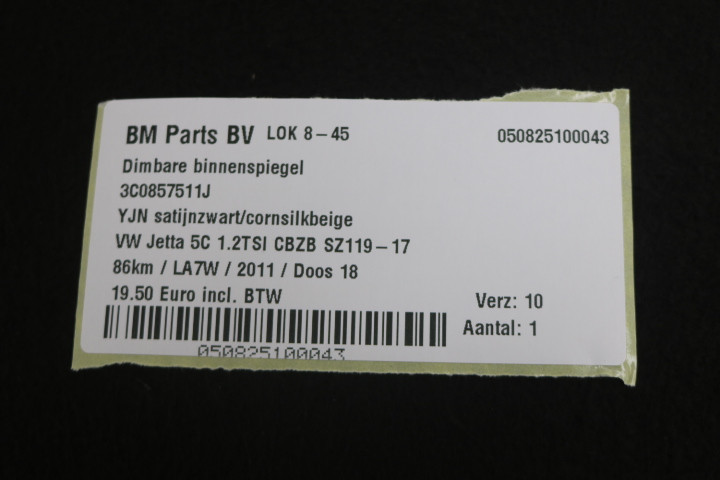 BM Parts BV LOK 8-45 050825100043
Dimbare binnenspiegel
3C0857511J
YJN satijnzwart/cornsilkbeige
VW Jetta 5C 1.2TSI CBZB SZ119-17
86km / LA7W / 2011 / Doos 18
19.50 Euro incl. BTW Verz: 10
Aantal: 1
050825100043